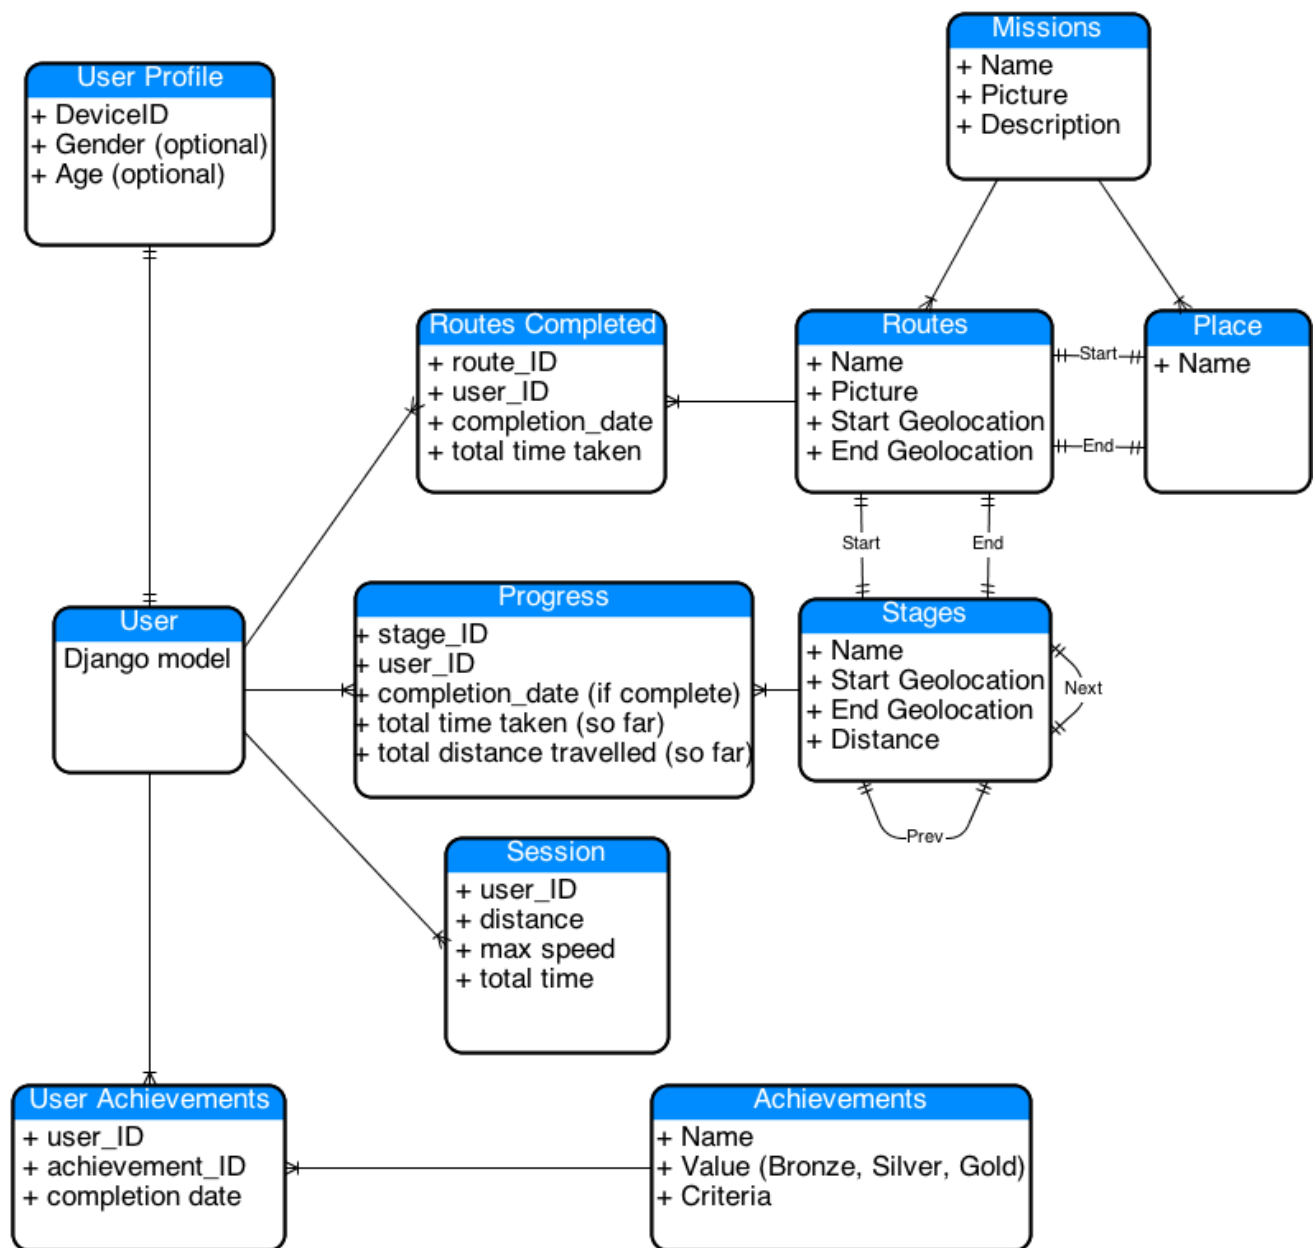 Missions
+ Name
+ Picture
+ Description
User Profile
+ DeviceID
+ Gender (optional)
+ Age (optional)
Routes Completed
+ route_ID
+ user_ID
+ completion_date
+ total time taken
Routes
+ Name
+ Picture
+ Start Geolocation
+ End Geolocation
Start
End
Place
+ Name
Start
End
User
Django model
Progress
+ stage_ID
+ user_ID
+ completion_date (if complete)
+ total time taken (so far)
+ total distance travelled (so far)
Stages
+ Name
+ Start Geolocation
+ End Geolocation
+ Distance
Next
Prev
Session
+ user_ID
+ distance
+ max speed
+ total time
User Achievements
+ user_ID
+ achievement_ID
+ completion date
Achievements
+ Name
+ Value (Bronze, Silver, Gold)
+ Criteria